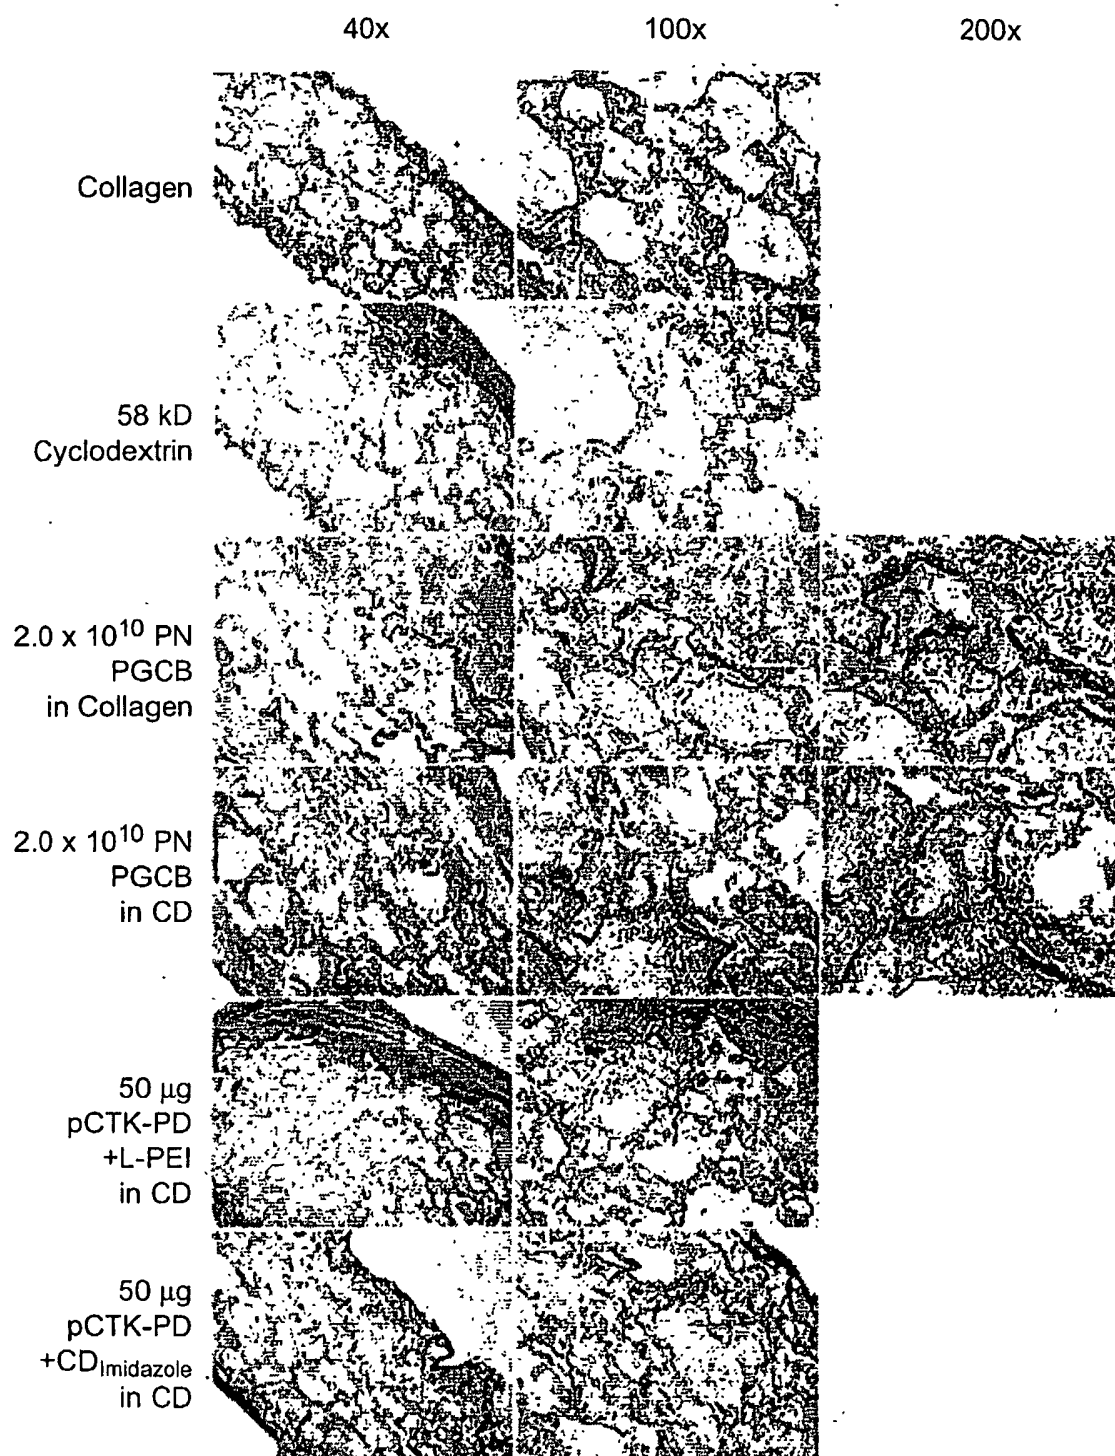 40x 100x 200x
Collagen
58 kD
Cyclodextrin
2.0 x 10¹⁰ PN
PGCB
in Collagen
2.0 x 10¹⁰ PN
PGCB
in CD
50 µg
pCTK-PD
+L-PEI
in CD
50 µg
pCTK-PD
+CDImidazole
in CD